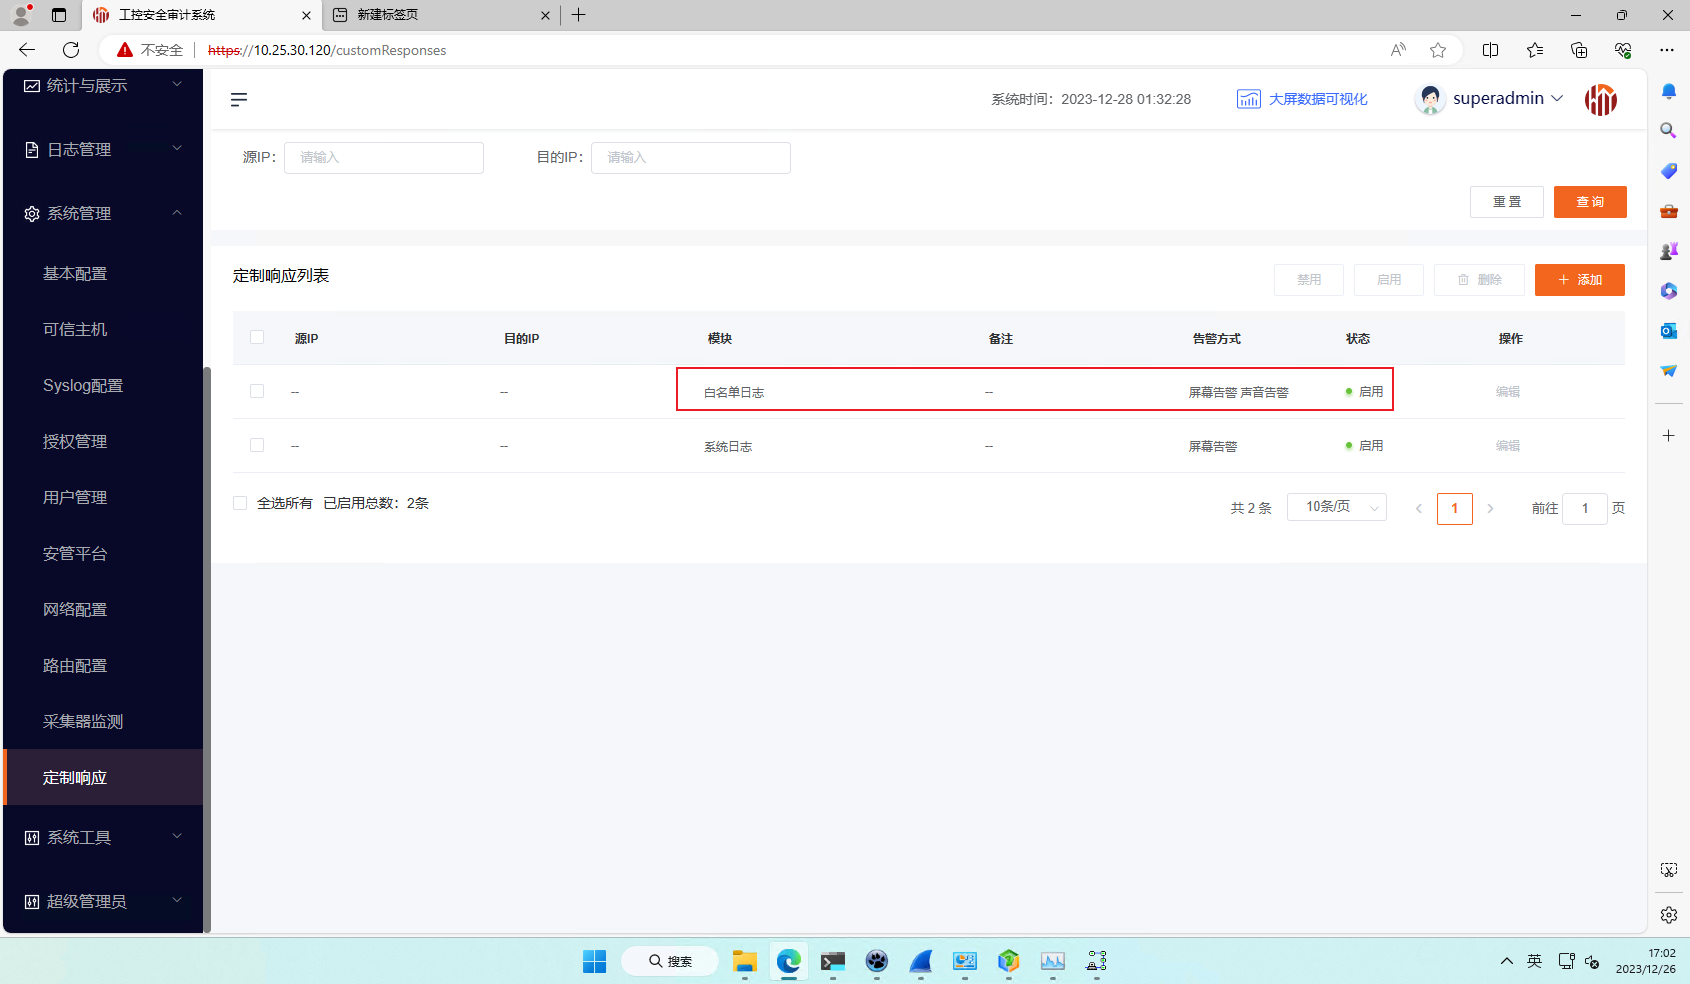 工控安全审计系统
新建标签页
不安全
https://10.25.30.120/customResponses
统计与展示
日志管理
系统管理
基本配置
可信主机
Syslog配置
授权管理
用户管理
安管平台
网络配置
路由配置
采集器监测
定制响应
系统工具
超级管理员
系统时间：2023-12-28 01:32:28
大屏数据可视化
superadmin
源IP： 请输入 目的IP： 请输入
重置 查询
定制响应列表
禁用 启用 删除 + 添加
源IP 目的IP 模块 备注 告警方式 状态 操作
-- -- 白名单日志 -- 屏幕告警 声音告警 启用 编辑
-- -- 系统日志 -- 屏幕告警 启用 编辑
全选所有 已启用总数：2条
共 2 条 10条/页 < 1 > 前往 1 页
搜索
英
17:02
2023/12/26